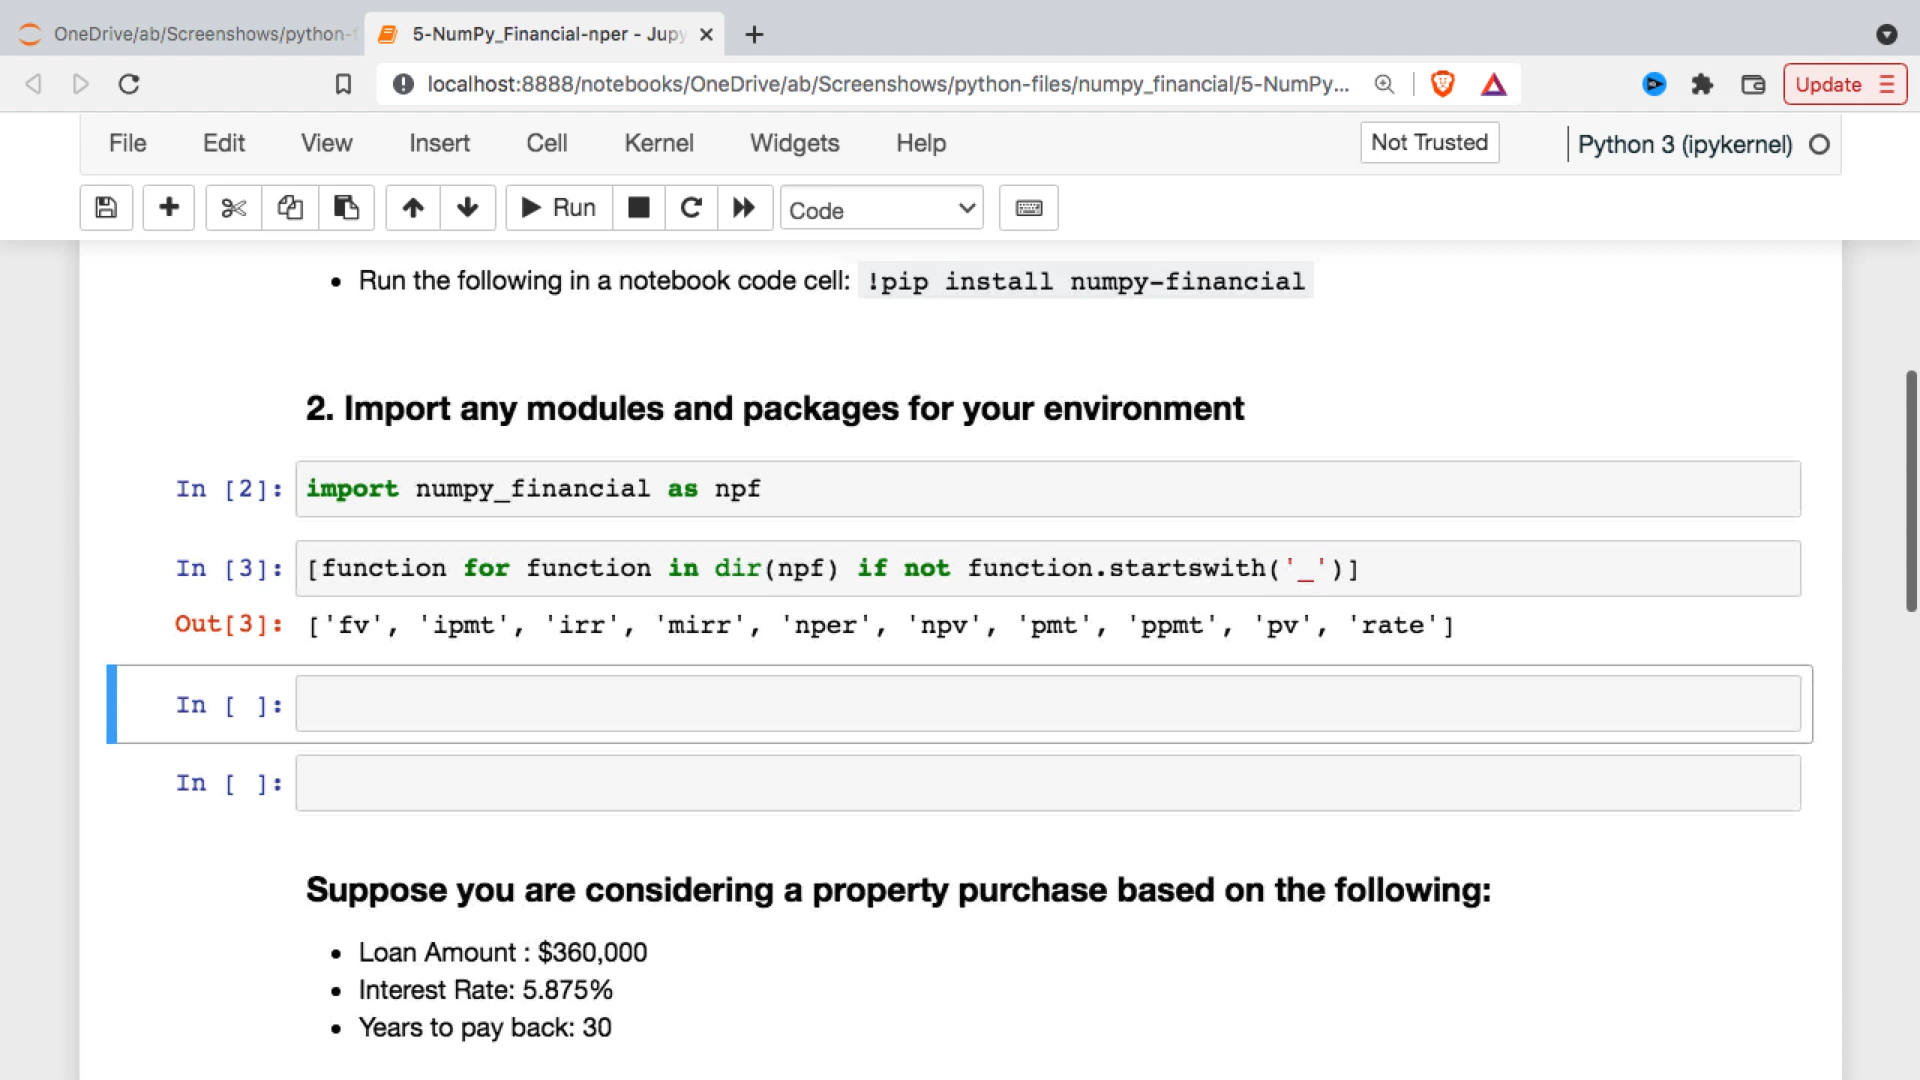 OneDrive/ab/Screenshows/python-f
5-NumPy_Financial-nper - Jupy
localhost:8888/notebooks/OneDrive/ab/Screenshows/python-files/numpy_financial/5-NumPy...
Update
File Edit View Insert Cell Kernel Widgets Help
Not Trusted
Python 3 (ipykernel)
Run
Code
• Run the following in a notebook code cell: !pip install numpy-financial
2. Import any modules and packages for your environment
In [2]: import numpy_financial as npf
In [3]: [function for function in dir(npf) if not function.startswith('_')]
Out[3]: ['fv', 'ipmt', 'irr', 'mirr', 'nper', 'npv', 'pmt', 'ppmt', 'pv', 'rate']
In [ ]:
In [ ]:
Suppose you are considering a property purchase based on the following:
• Loan Amount : $360,000
• Interest Rate: 5.875%
• Years to pay back: 30